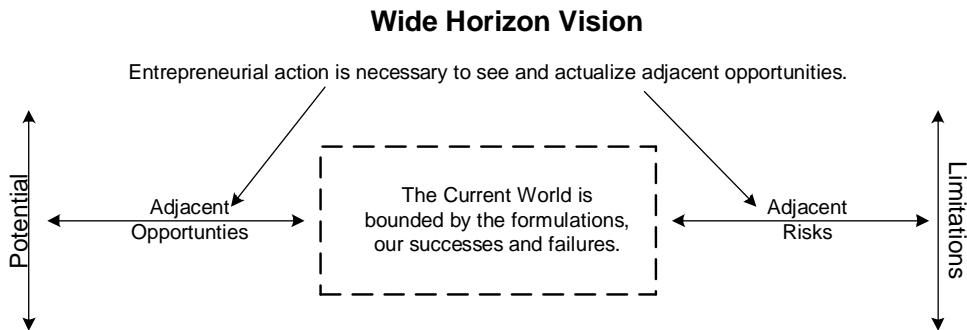 Wide Horizon Vision
Entrepreneurial action is necessary to see and actualize adjacent opportunities.
Potential
Adjacent
Opportunties
The Current World is
bounded by the formulations,
our successes and failures.
Adjacent
Risks
Limitations